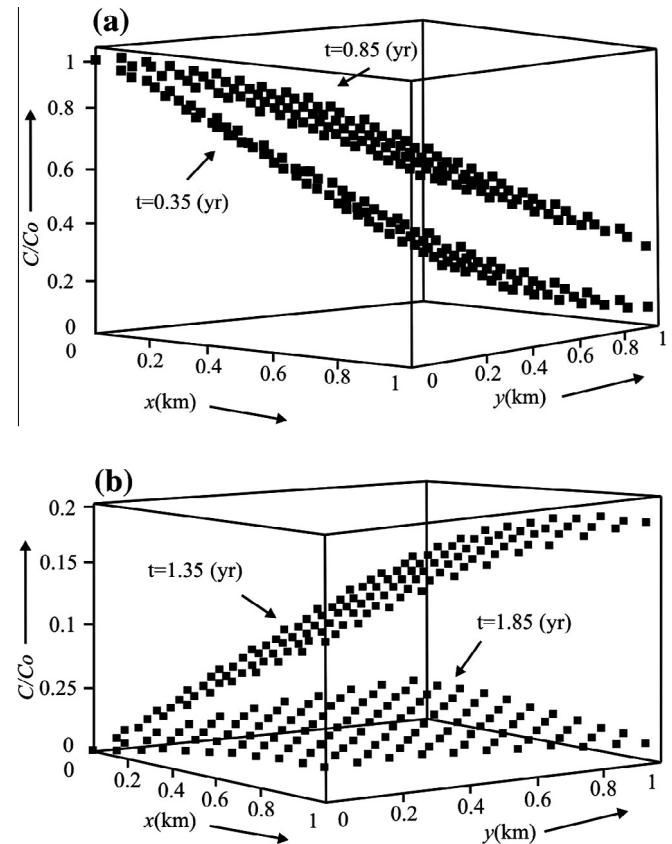 (a)
t=0.85 (yr)
t=0.35 (yr)
C/Co
1
0.8
0.6
0.4
0.2
0
0 0.2 0.4 0.6 0.8 1
x(km)
0 0.2 0.4 0.6 0.8 1
y(km)
(b)
t=1.35 (yr)
t=1.85 (yr)
C/Co
0.2
0.15
0.1
0.25
0
0 0.2 0.4 0.6 0.8 1
x(km)
0 0.2 0.4 0.6 0.8 1
y(km)